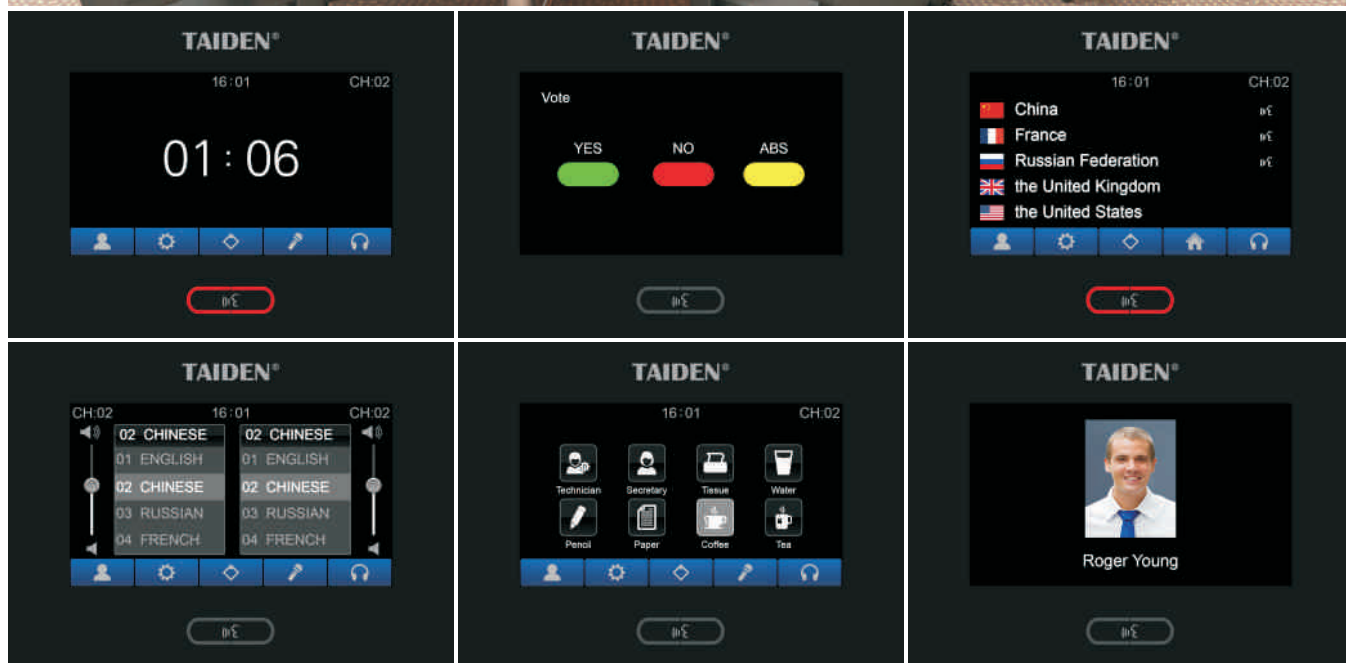 TAIDEN®
16:01 CH:02
01:06
TAIDEN®
Vote
YES NO ABS
TAIDEN®
16:01 CH:02
China
France
Russian Federation
the United Kingdom
the United States
TAIDEN®
CH:02 16:01 CH:02
02 CHINESE 02 CHINESE
01 ENGLISH 01 ENGLISH
02 CHINESE 02 CHINESE
03 RUSSIAN 03 RUSSIAN
04 FRENCH 04 FRENCH
TAIDEN®
16:01 CH:02
Technician Secretary Tissue Water
Pencil Paper Coffee Tea
TAIDEN®
Roger Young